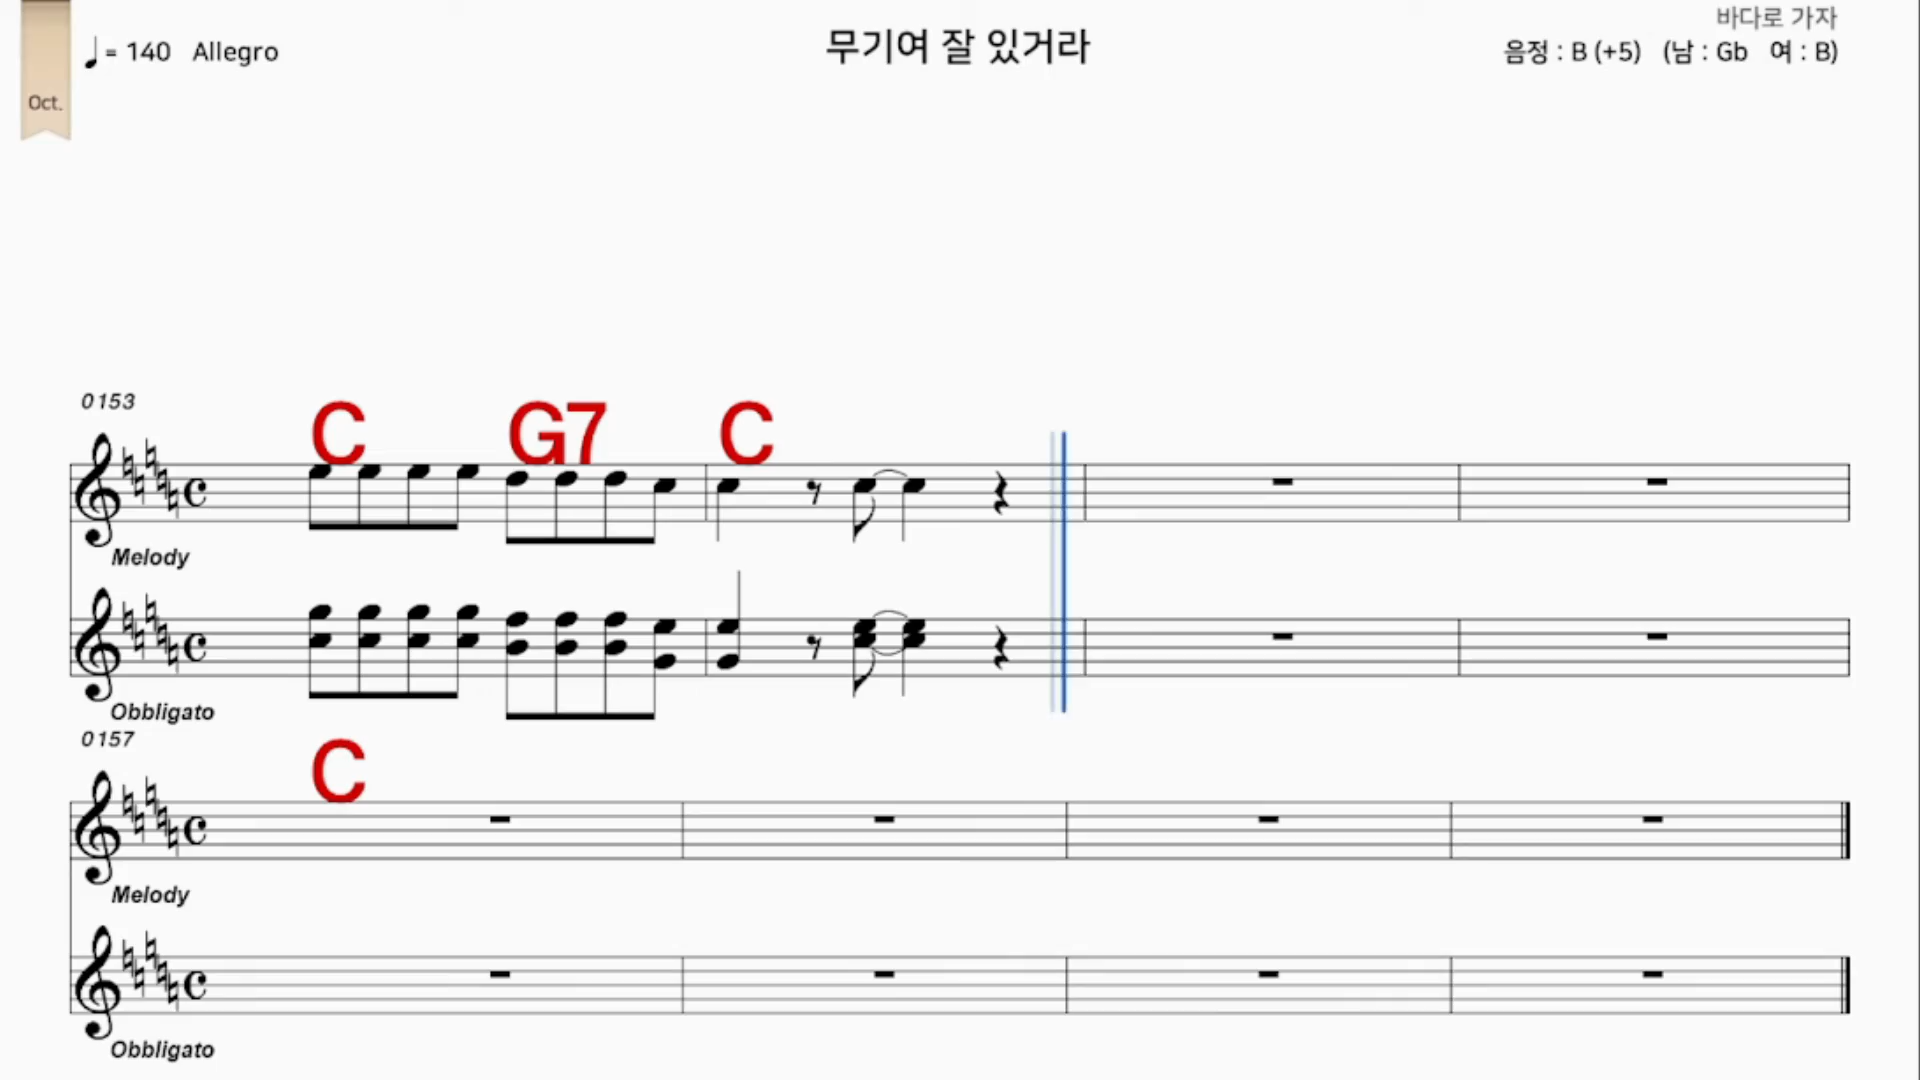 바다로 가자
♩= 140 Allegro
무기여 잘 있거라
음정 : B (+5) (남 : Gb 여 : B)
Oct.
0153
C G7 C
Melody
Obbligato
0157
C
Melody
Obbligato